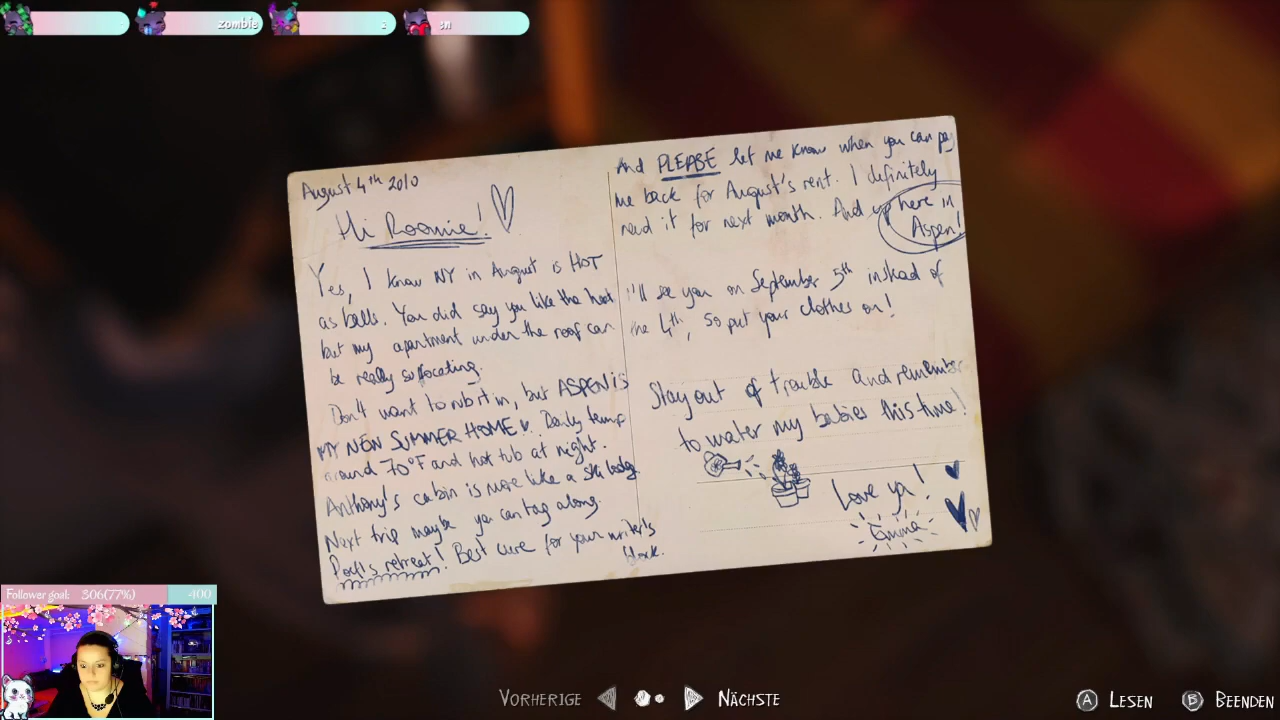 zombie
3
Follower goal: 306(77%)
400
August 4th 2010
Hi Roomie!
Yes, I know NY in August is HOT
as balls. You did say you like the heat
but my apartment under the roof can
be really suffocating.
Don't want to rub it in, but ASPEN IS
MY NEW SUMMER HOME. Daily temp
around 70°F and hot tub at night.
Anthony's cabin is more like a ski lodge.
Next trip maybe you can tag along.
Poet's retreat! Best cure for your writer's
block.
And PLEASE let me know when you can pay
me back for August's rent. I definitely
need it for next month. And up here in
Aspen!
I'll see you on September 5th instead of
the 4th, so put your clothes on!
Stay out of trouble and remember
to water my babies this time!
Love ya!
Emma
VORHERIGE
NÄCHSTE
A LESEN
B BEENDEN